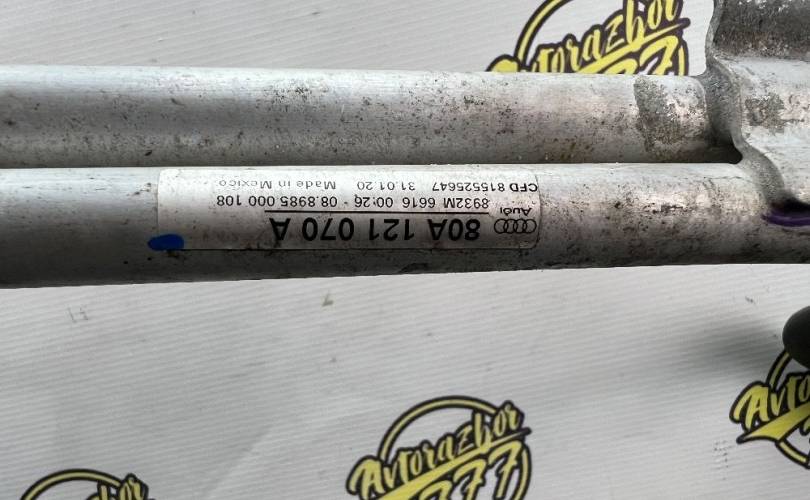 Avtorazbor
777
80A 121 070 A
Audi
8932M 6616 00:26 - 08.8985 000 108
CFD 815525647 31.01.20 Made in Mexico
Avtorazbor
777
Avtorazbor